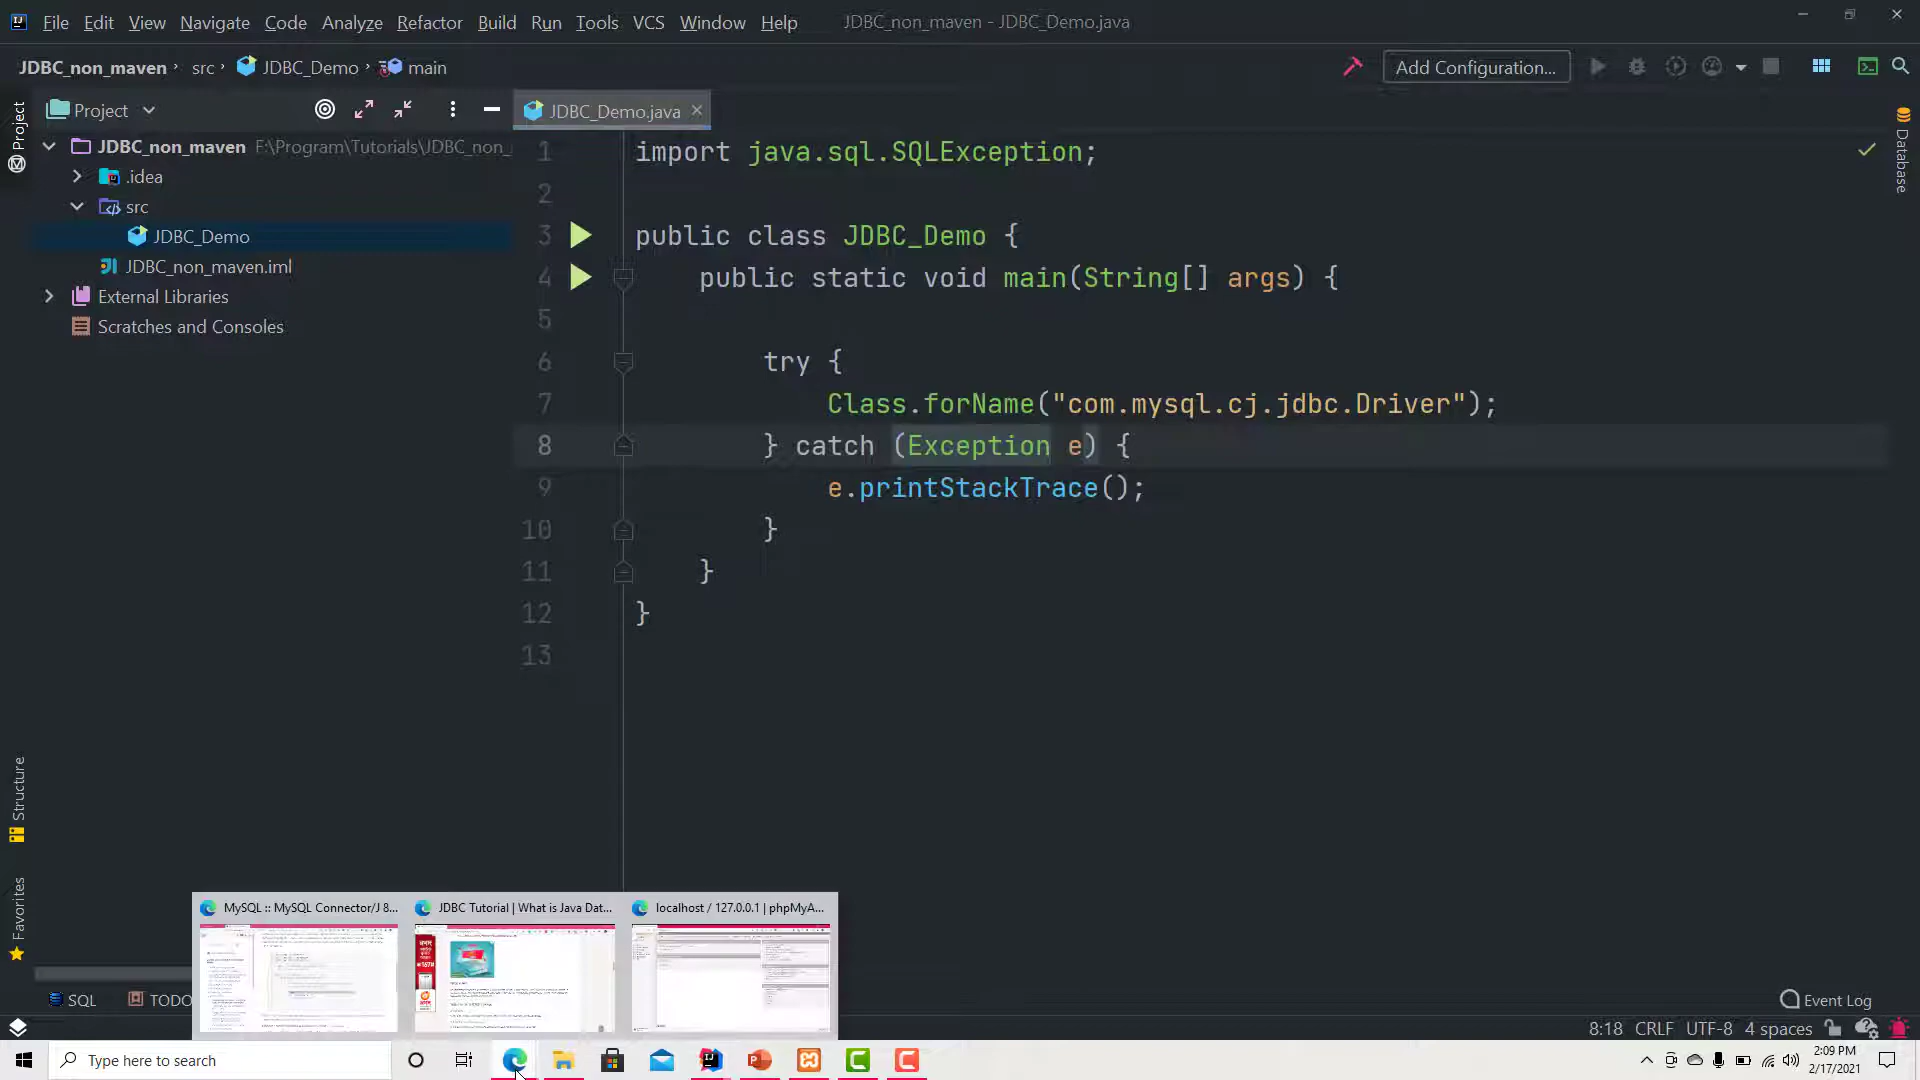 File Edit View Navigate Code Analyze Refactor Build Run Tools VCS Window Help JDBC_non_maven - JDBC_Demo.java
JDBC_non_maven src JDBC_Demo main Add Configuration...
Project
Project
JDBC_Demo.java
Database
JDBC_non_maven F:\Program\Tutorials\JDBC_non_
.idea
src
JDBC_Demo
JDBC_non_maven.iml
External Libraries
Scratches and Consoles
1 import java.sql.SQLException;
2
3 public class JDBC_Demo {
4 public static void main(String[] args) {
5
6 try {
7 Class.forName("com.mysql.cj.jdbc.Driver");
8 } catch (Exception e) {
9 e.printStackTrace();
10 }
11 }
12 }
13
Structure
Favorites
MySQL :: MySQL Connector/J 8... JDBC Tutorial | What is Java Dat... localhost / 127.0.0.1 | phpMyA...
SQL TODO Event Log
8:18 CRLF UTF-8 4 spaces
Type here to search
2:09 PM
2/17/2021